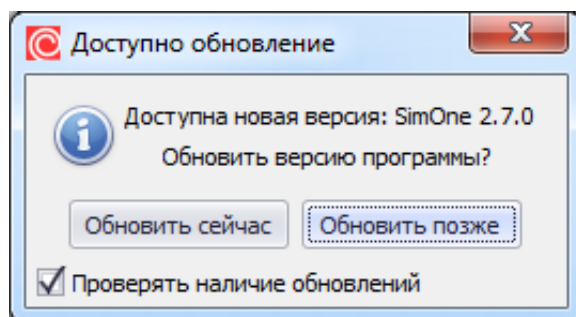 Доступно обновление
Доступна новая версия: SimOne 2.7.0
Обновить версию программы?
Обновить сейчас Обновить позже
Проверять наличие обновлений